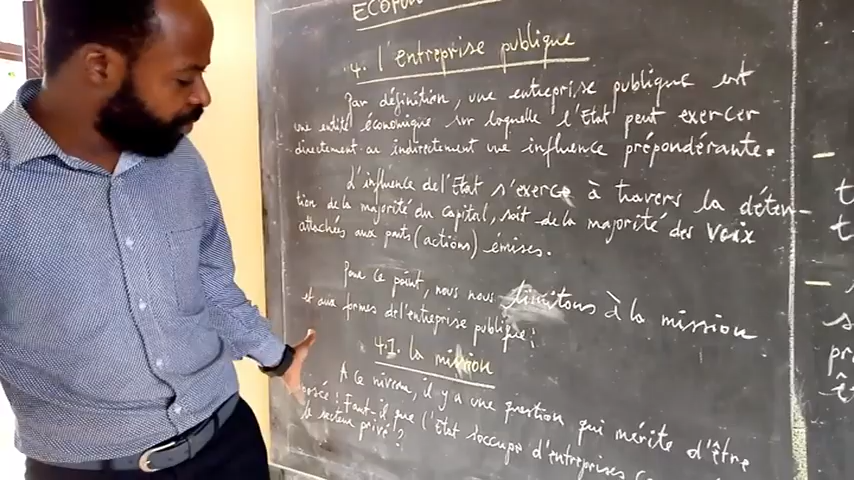 4. l'entreprise publique
Par définition, une entreprise publique est
une entité économique sur laquelle l'Etat peut exercer
directement ou indirectement une influence prépondérante.
L'influence de l'Etat s'exerce à travers la déten-
tion de la majorité du capital, soit de la majorité des voix
attachées aux parts (actions) émises.
Pour ce point, nous nous limitons à la mission
et aux formes de l'entreprise publique :
4.1. la mission
A ce niveau, il y a une question qui mérite d'être
posée : Faut-il que l'Etat s'occupe d'entreprises
le secteur privé ?